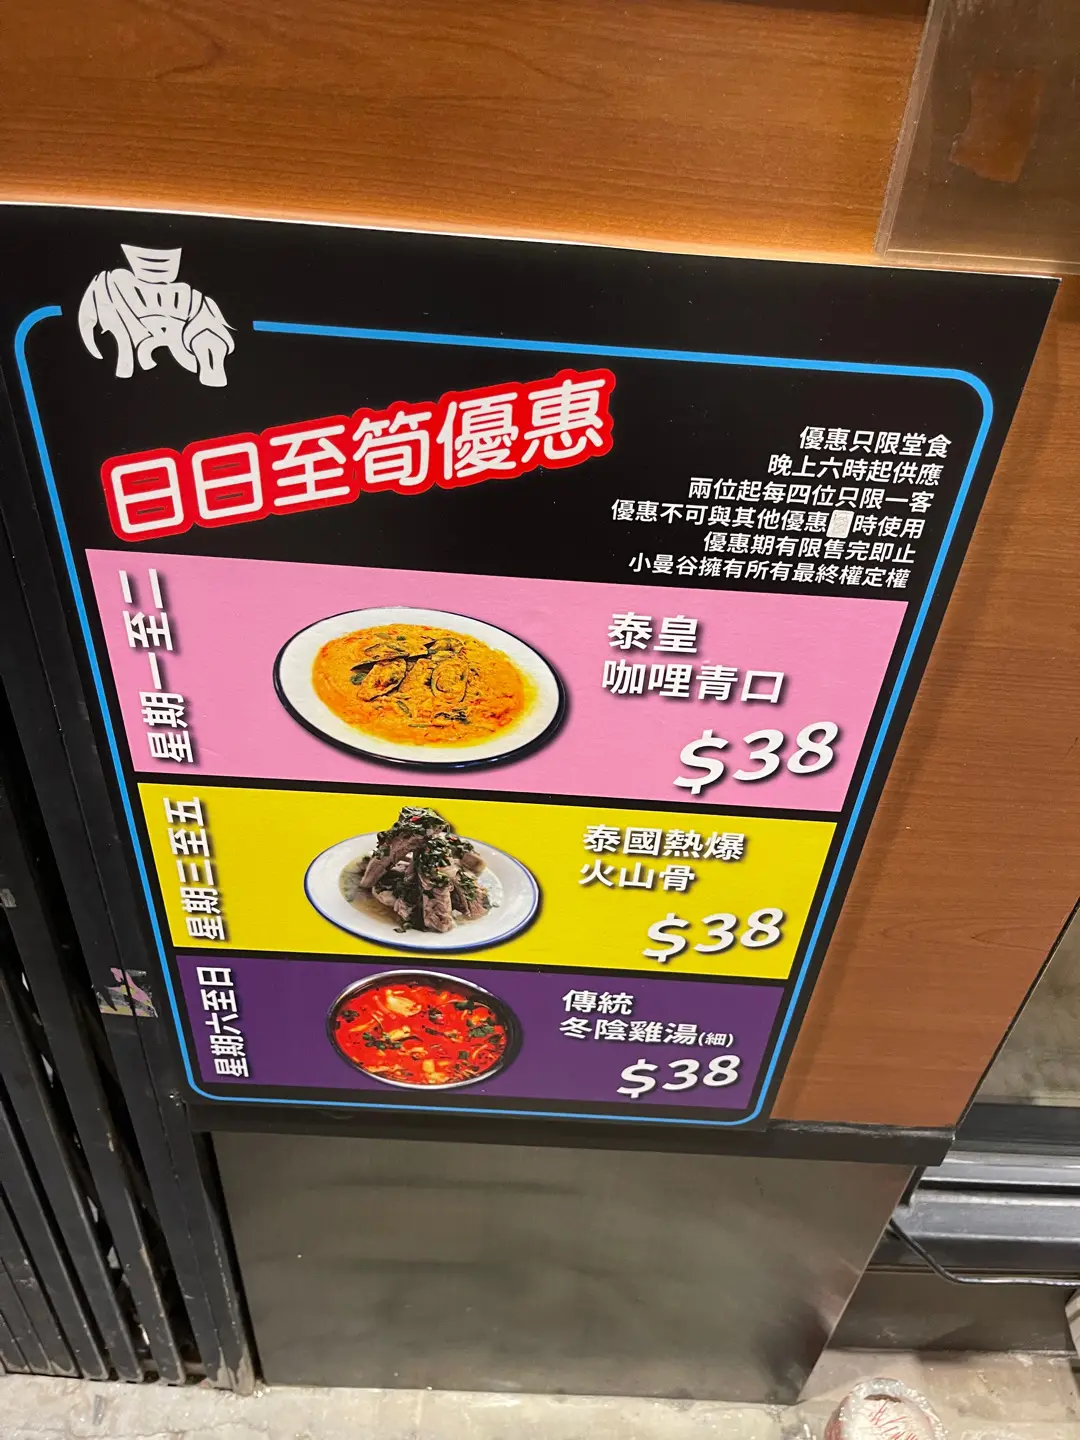 曼谷
日日至筍優惠
優惠只限堂食
晚上六時起供應
兩位起每四位只限一客
優惠不可與其他優惠時使用
優惠期有限售完即止
小曼谷擁有所有最終權定權
星期一至二
泰皇
咖哩青口
$38
星期三至五
泰國熱爆
火山骨
$38
星期六至日
傳統
冬陰雞湯(細)
$38